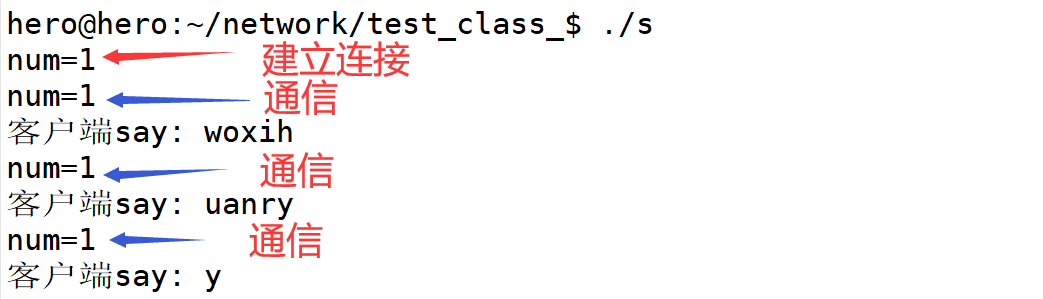 hero@hero:~/network/test_class_$ ./s
num=1 建立连接
num=1 通信
客户端say: woxih
num=1 通信
客户端say: uanry
num=1 通信
客户端say: y